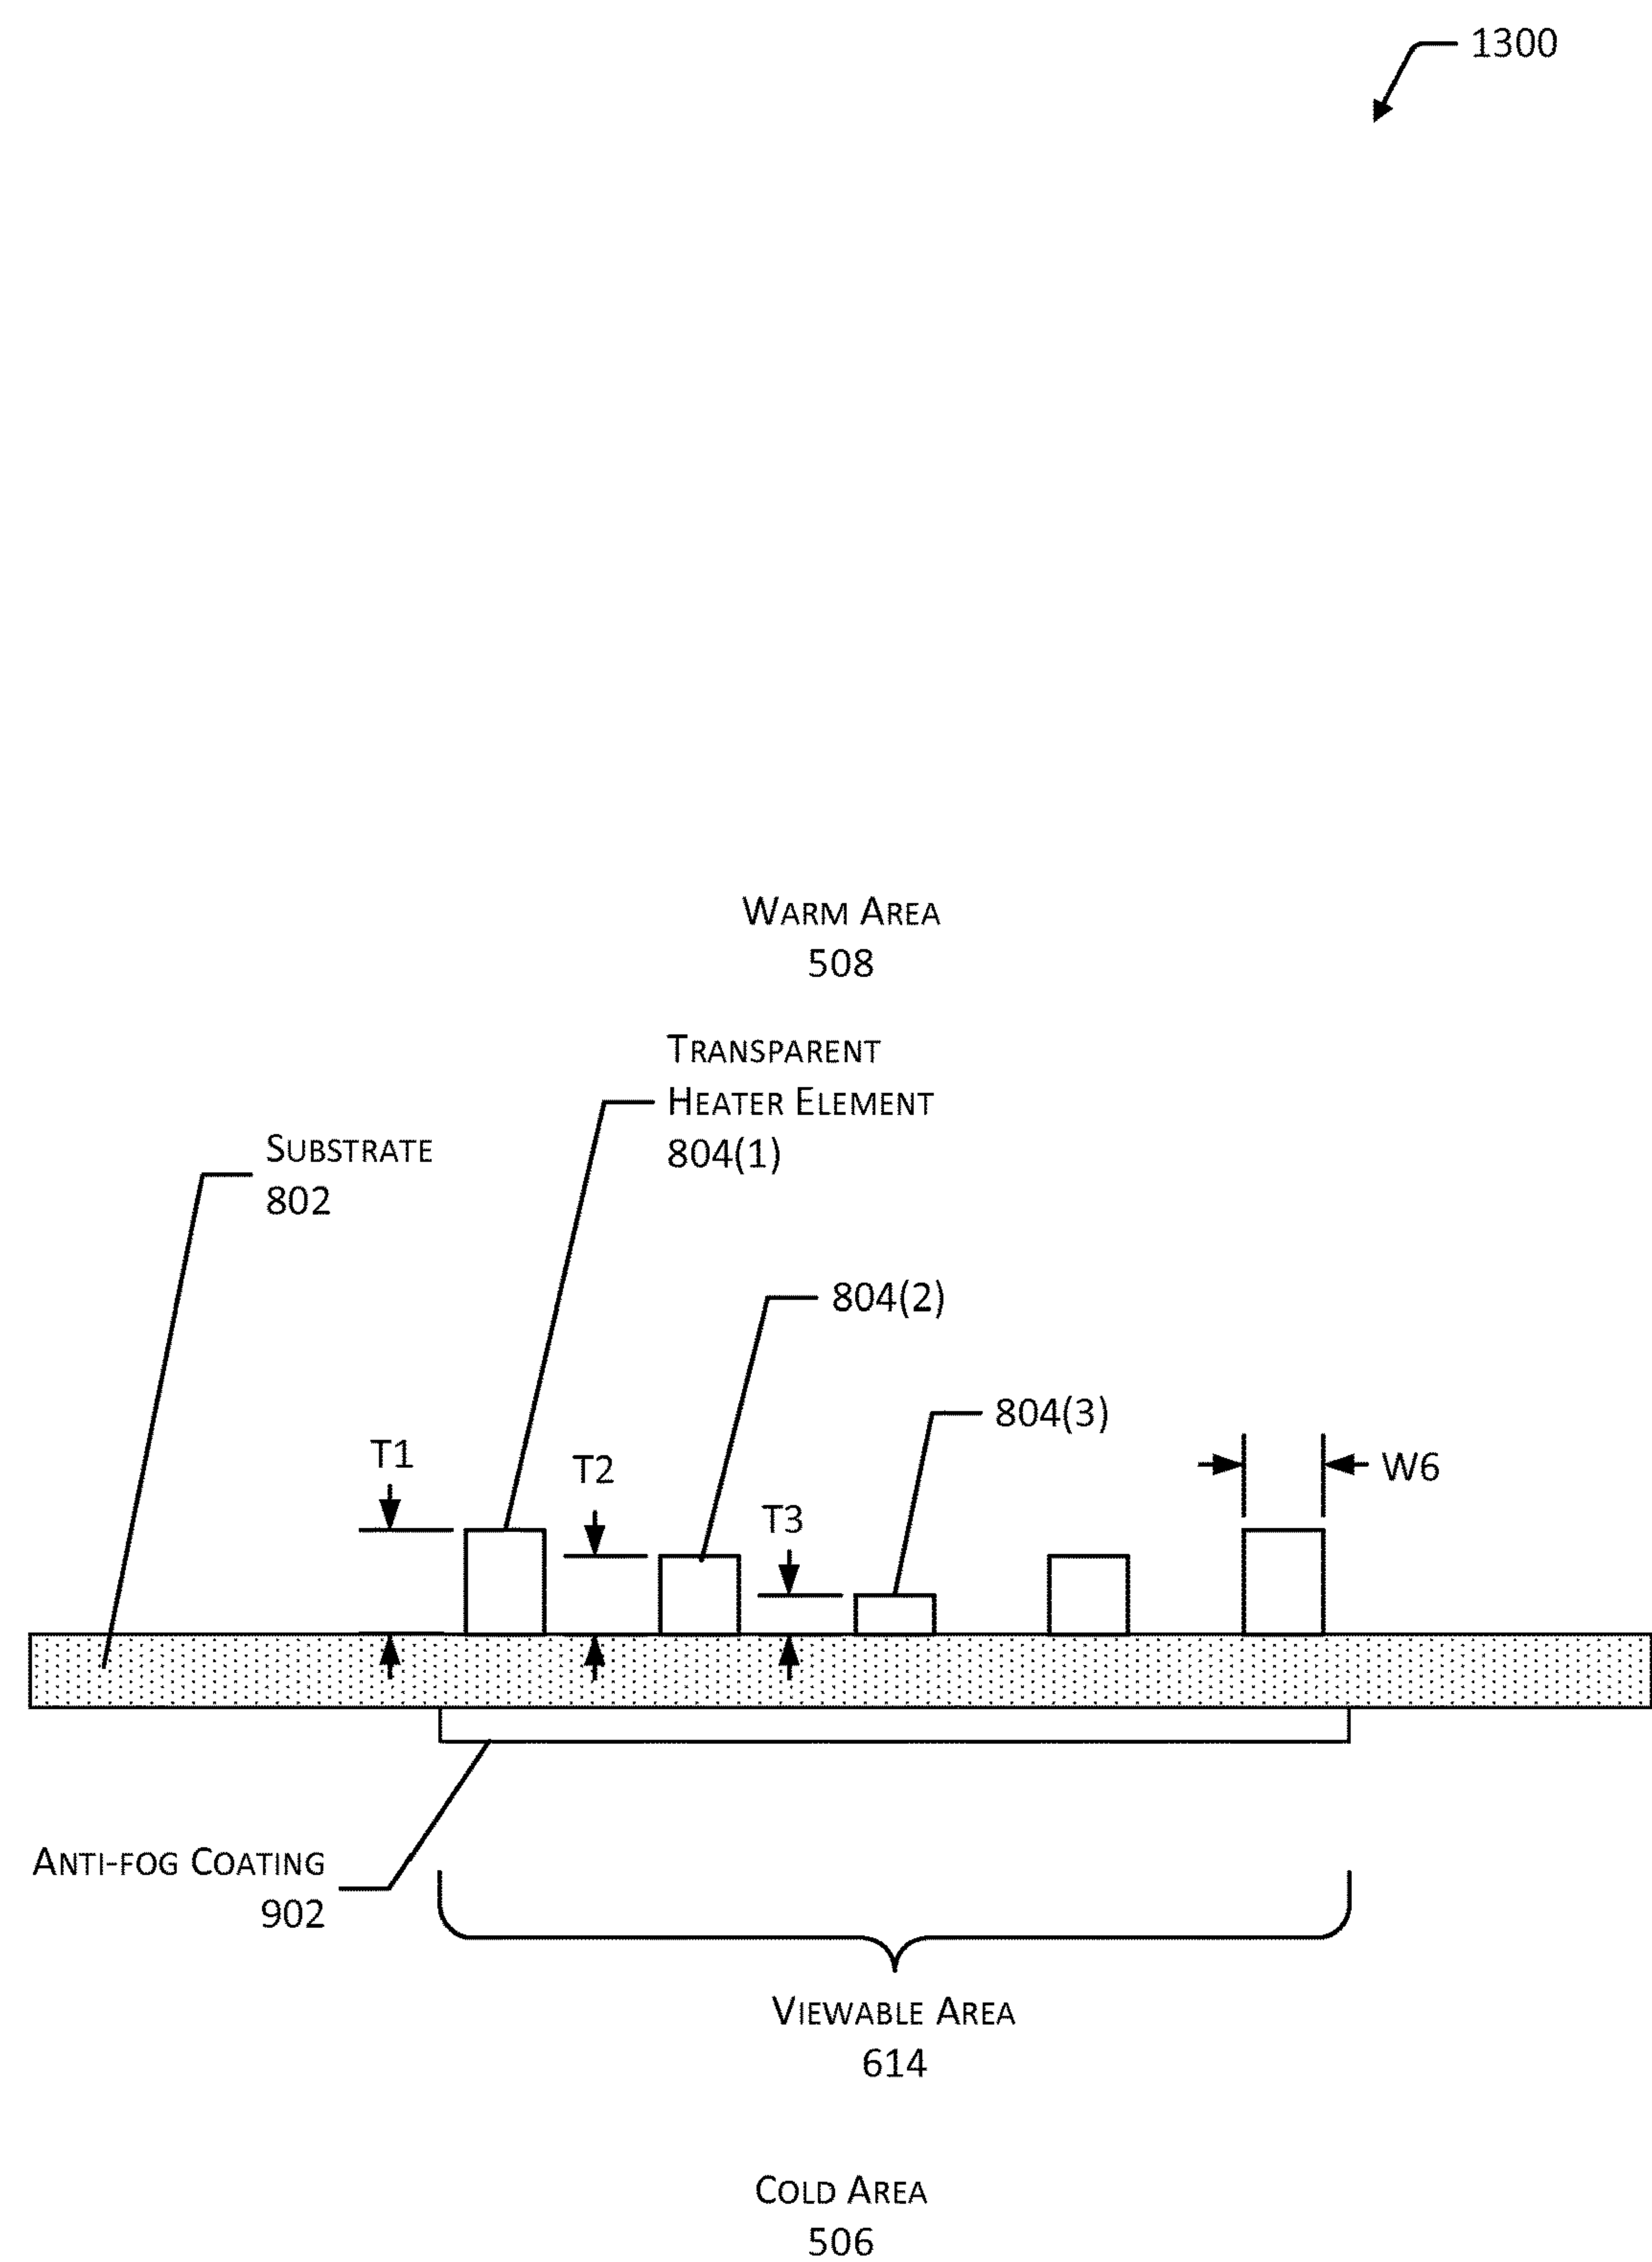 1300
WARM AREA
508
TRANSPARENT
HEATER ELEMENT
804(1)
SUBSTRATE
802
804(2)
804(3)
T1
T2
T3
W6
ANTI-FOG COATING
902
VIEWABLE AREA
614
COLD AREA
506